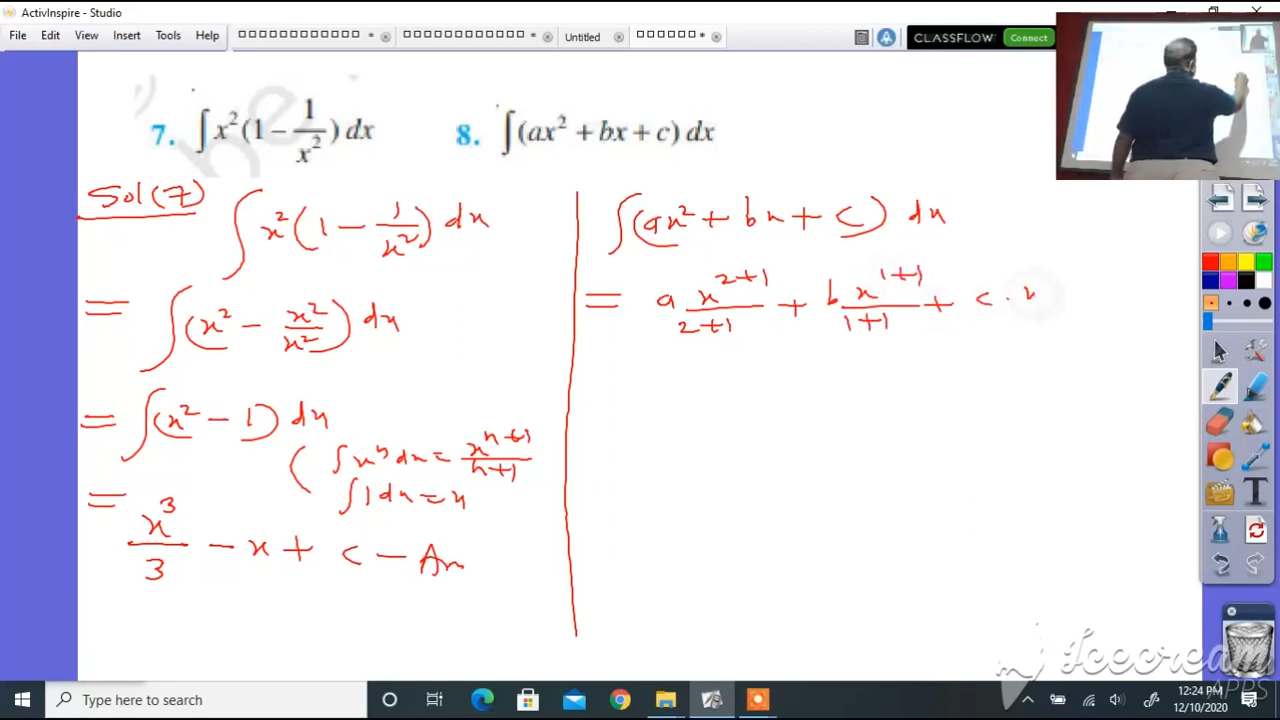 ActivInspire - Studio
File Edit View Insert Tools Help
Untitled
CLASSFLOW Connect
7. ∫ x²(1 − 1/x²) dx
8. ∫ (ax² + bx + c) dx
Sol(7)
∫ x² (1 − 1/x²) dx
= ∫ (x² − x²/x²) dx
= ∫ (x² − 1) dx
( ∫ xⁿ dx = xⁿ⁺¹/n+1
∫ 1 dx = x
= x³/3 − x + c − An
∫ (ax² + bx + c) dx
= a x²⁺¹/2+1 + b x¹⁺¹/1+1 + c · x
Icecream
APPS
Type here to search
12:24 PM
12/10/2020